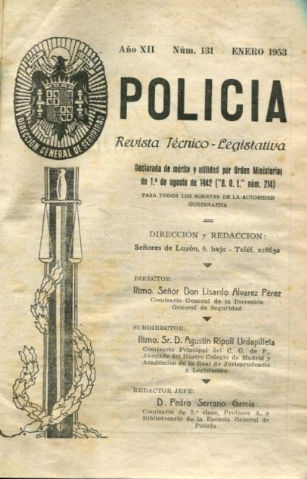 Año XII Núm. 131 ENERO 1953
DIRECCION GENERAL DE SEGURIDAD
POLICIA
Revista Técnico-Legislativa
Declarada de mérito y utilidad por Orden Ministerial
de 1.º de agosto de 1942 ("B. O. L." núm. 214)
PARA TODOS LOS AGENTES DE LA AUTORIDAD
GUBERNATIVA
DIRECCIÓN y REDACCION:
Señores de Luzón, 6. bajo - Teléf. 228652
DIRECTOR:
Iltmo. Señor Don Lisardo Alvarez Pérez
Comisario General de la Dirección
General de Seguridad
SUBDIRECTOR:
Iltmo. Sr. D. Agustín Ripoll Urdapilleta
Comisario Principal del C. G. de P.,
Abogado del Ilustre Colegio de Madrid y
Académico de la Real de Jurisprudencia
y Legislación
REDACTOR JEFE:
D. Pedro Serrano García
Comisario de 2.ª clase, Profesor A. y
Bibliotecario de la Escuela General de
Policía